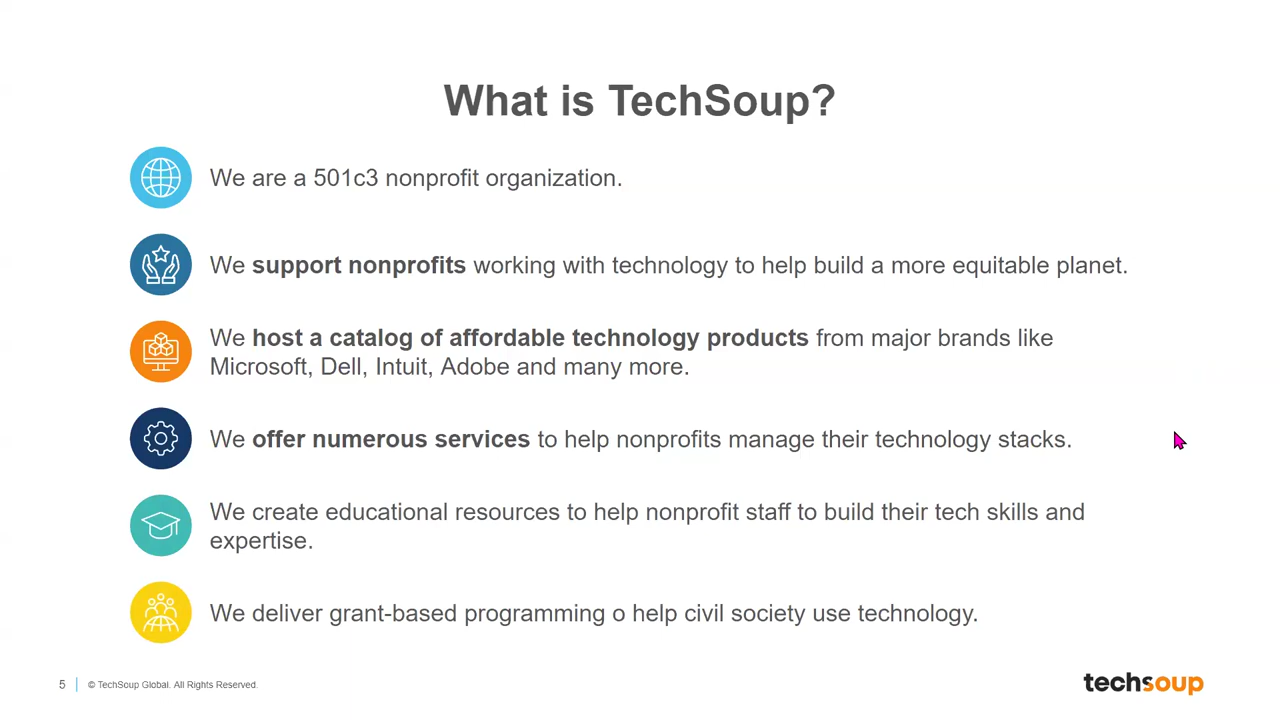 What is TechSoup?
We are a 501c3 nonprofit organization.
We support nonprofits working with technology to help build a more equitable planet.
We host a catalog of affordable technology products from major brands like
Microsoft, Dell, Intuit, Adobe and many more.
We offer numerous services to help nonprofits manage their technology stacks.
We create educational resources to help nonprofit staff to build their tech skills and
expertise.
We deliver grant-based programming o help civil society use technology.
5 © TechSoup Global. All Rights Reserved.
techsoup